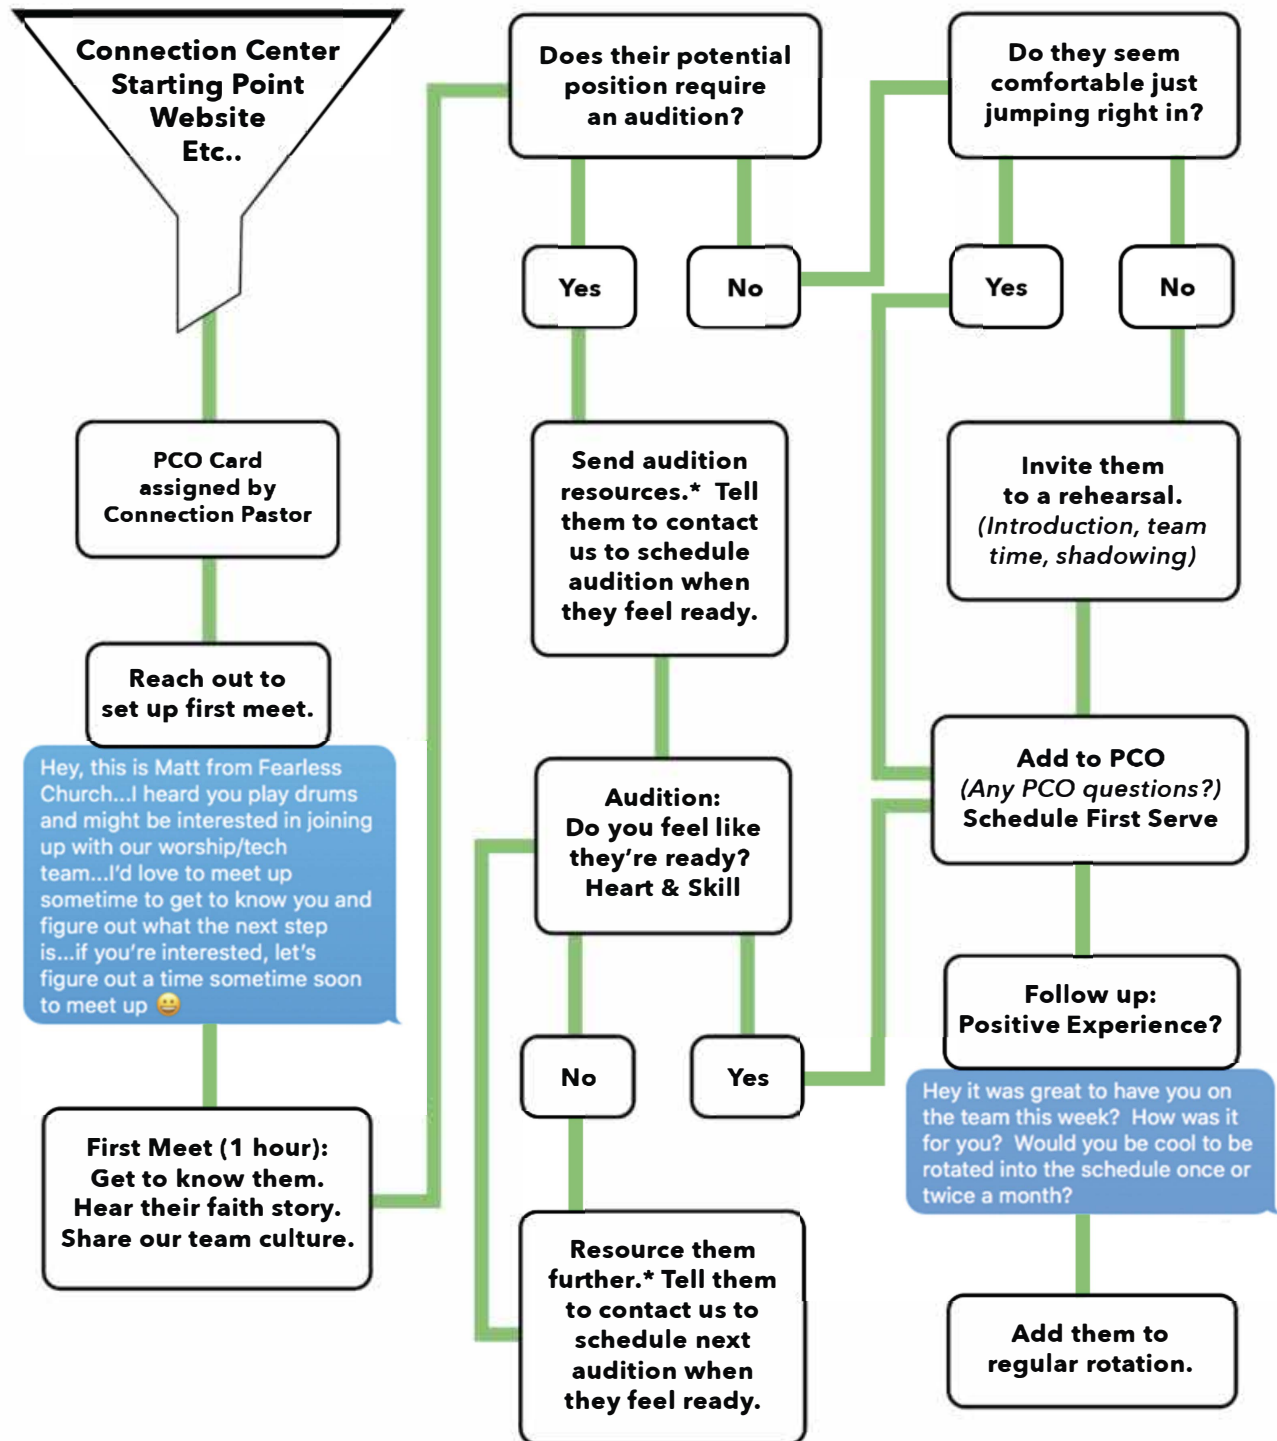 Connection Center
Starting Point
Website
Etc..
PCO Card
assigned by
Connection Pastor
Reach out to
set up first meet.
Hey, this is Matt from Fearless
Church...I heard you play drums
and might be interested in joining
up with our worship/tech
team...I'd love to meet up
sometime to get to know you and
figure out what the next step
is...if you're interested, let's
figure out a time sometime soon
to meet up 😀
First Meet (1 hour):
Get to know them.
Hear their faith story.
Share our team culture.
Does their potential
position require
an audition?
Yes
No
Send audition
resources.* Tell
them to contact
us to schedule
audition when
they feel ready.
Audition:
Do you feel like
they're ready?
Heart & Skill
No
Yes
Resource them
further.* Tell them
to contact us to
schedule next
audition when
they feel ready.
Do they seem
comfortable just
jumping right in?
Yes
No
Invite them
to a rehearsal.
(Introduction, team
time, shadowing)
Add to PCO
(Any PCO questions?)
Schedule First Serve
Follow up:
Positive Experience?
Hey it was great to have you on
the team this week? How was it
for you? Would you be cool to be
rotated into the schedule once or
twice a month?
Add them to
regular rotation.